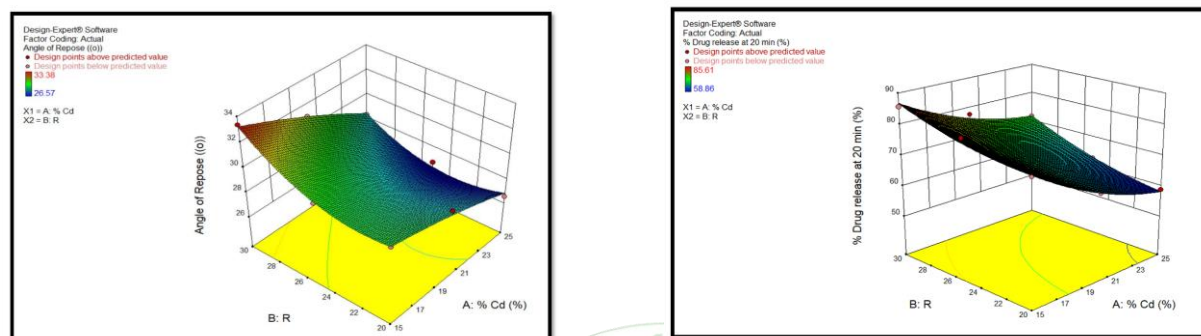 Design-Expert® Software
Factor Coding: Actual
Angle of Repose ((o))
Design points above predicted value
Design points below predicted value
33.38
26.57
X1 = A: % Cd
X2 = B: R
Angle of Repose ((o))
34
32
30
28
26
30
28
26
24
22
20
15
17
19
21
23
25
B: R
A: % Cd (%)
Design-Expert® Software
Factor Coding: Actual
% Drug release at 20 min (%)
Design points above predicted value
Design points below predicted value
85.61
58.86
X1 = A: % Cd
X2 = B: R
% Drug release at 20 min (%)
90
80
70
60
50
30
28
26
24
22
20
15
17
19
21
23
25
B: R
A: % Cd (%)